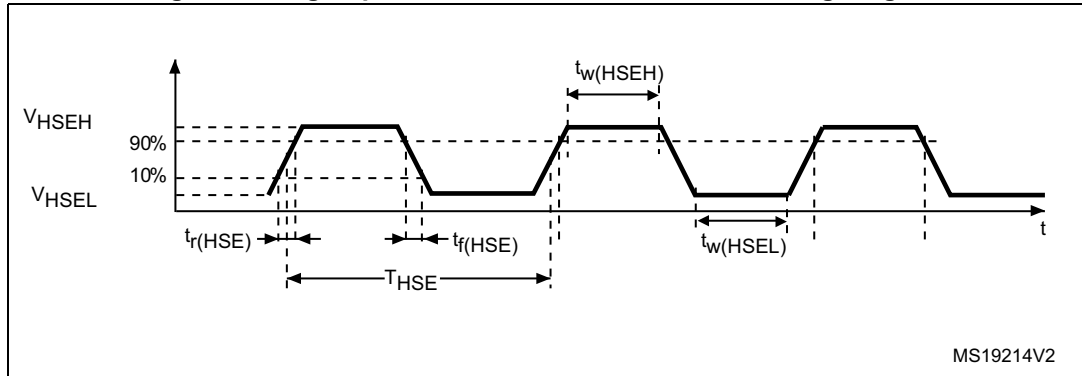 tw(HSEH)
VHSEH
90%
10%
VHSEL
tr(HSE)
tf(HSE)
tw(HSEL)
t
THSE
MS19214V2